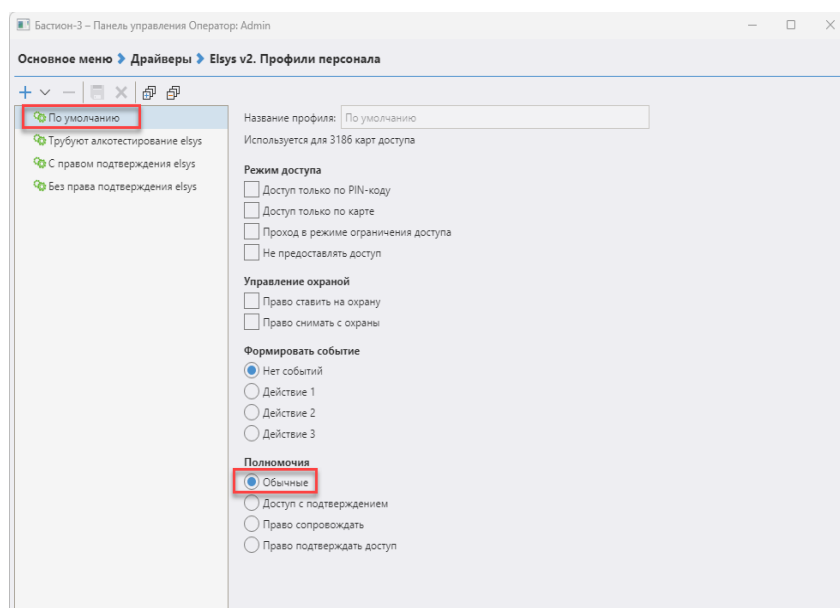 Бастион-3 – Панель управления Оператор: Admin
Основное меню > Драйверы > Elsys v2. Профили персонала
По умолчанию
Трубуют алкотестирование elsys
С правом подтверждения elsys
Без права подтверждения elsys
Название профиля: По умолчанию
Используется для 3186 карт доступа
Режим доступа
Доступ только по PIN-коду
Доступ только по карте
Проход в режиме ограничения доступа
Не предоставлять доступ
Управление охраной
Право ставить на охрану
Право снимать с охраны
Формировать событие
Нет событий
Действие 1
Действие 2
Действие 3
Полномочия
Обычные
Доступ с подтверждением
Право сопровождать
Право подтверждать доступ